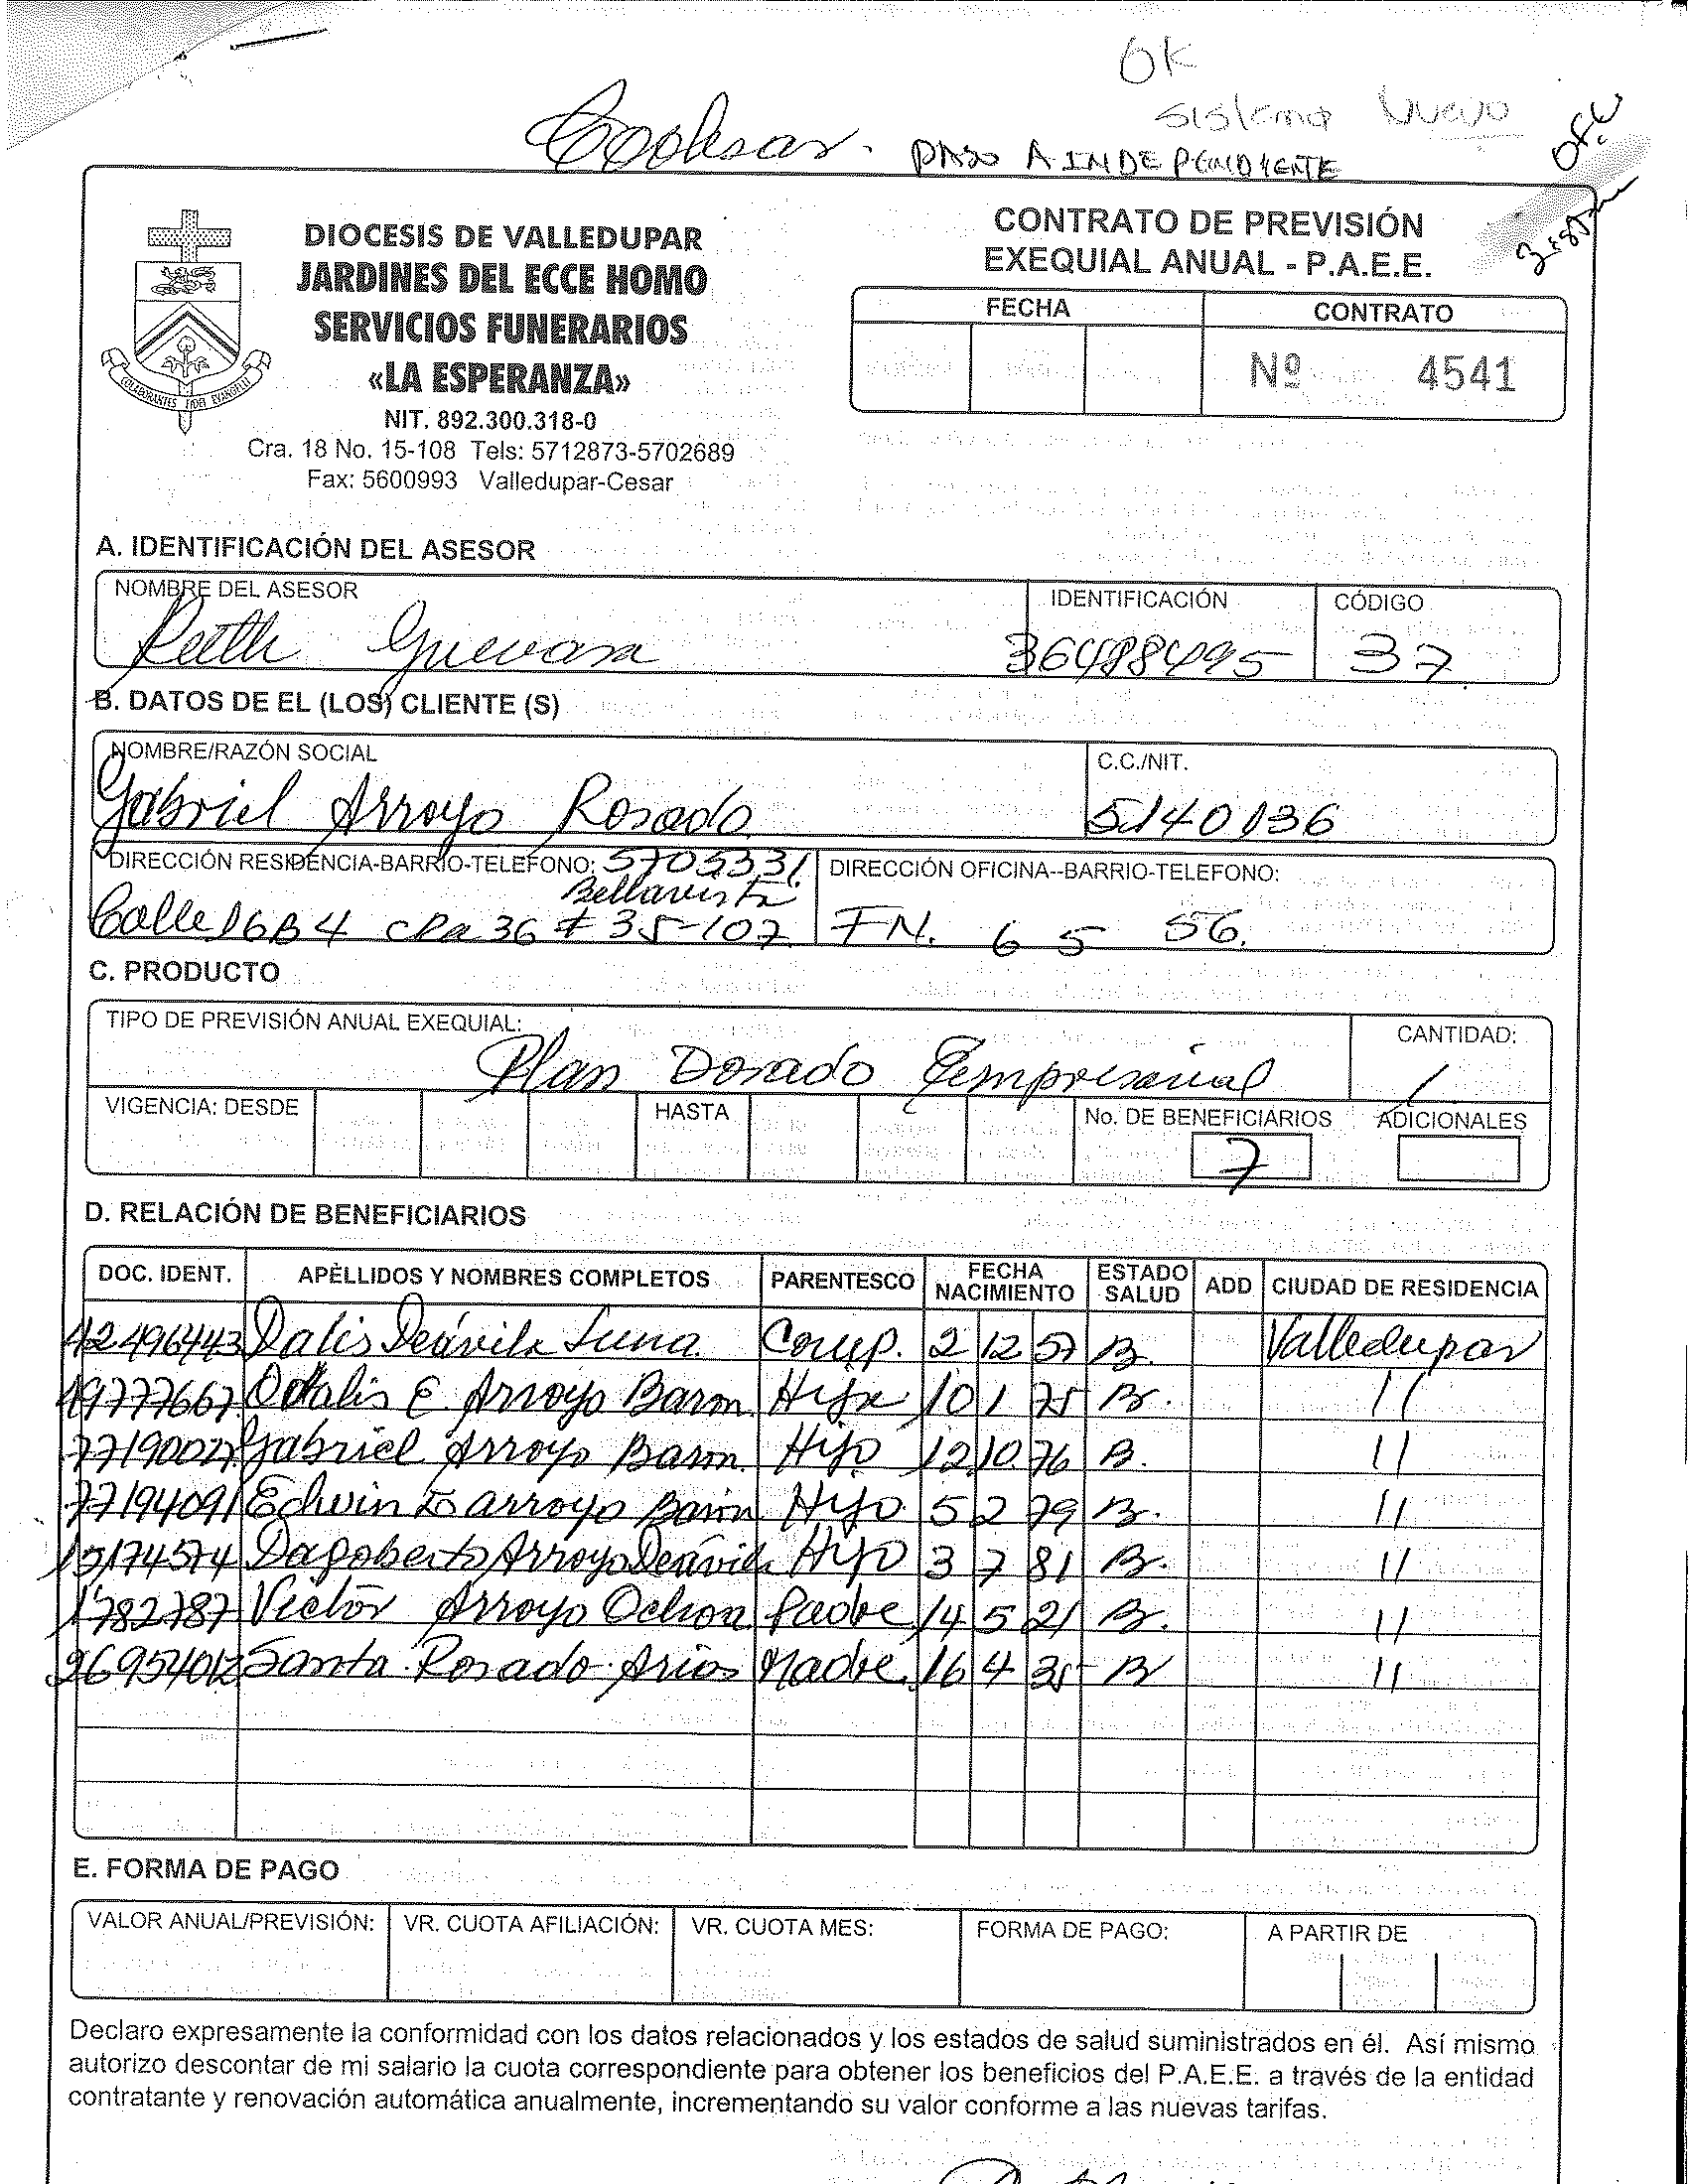 OK
sistema Nuevo
Coolesar. PASO A INDEPENDIENTE
DIOCESIS DE VALLEDUPAR
JARDINES DEL ECCE HOMO
SERVICIOS FUNERARIOS
«LA ESPERANZA»
NIT. 892.300.318-0
Cra. 18 No. 15-108 Tels: 5712873-5702689
Fax: 5600993 Valledupar-Cesar
COLABORANTES FIDEI EVANGELII
CONTRATO DE PREVISIÓN
EXEQUIAL ANUAL - P.A.E.E.
FECHA CONTRATO
Nº 4541
A. IDENTIFICACIÓN DEL ASESOR
NOMBRE DEL ASESOR IDENTIFICACIÓN CÓDIGO
Ruth Guevara 36488495 37
B. DATOS DE EL (LOS) CLIENTE (S)
NOMBRE/RAZÓN SOCIAL C.C./NIT.
Gabriel Arroyo Rosado 5140136
DIRECCIÓN RESIDENCIA-BARRIO-TELEFONO: 5705331 DIRECCIÓN OFICINA--BARRIO-TELEFONO:
Bellavista
Calle 16B4 cra 36 # 35-107 FN. 6 5 56.
C. PRODUCTO
TIPO DE PREVISIÓN ANUAL EXEQUIAL: CANTIDAD:
Plan Dorado Empresarial 1
VIGENCIA: DESDE HASTA No. DE BENEFICIARIOS ADICIONALES
7
D. RELACIÓN DE BENEFICIARIOS
DOC. IDENT. APELLIDOS Y NOMBRES COMPLETOS PARENTESCO FECHA NACIMIENTO ESTADO SALUD ADD CIUDAD DE RESIDENCIA
42496443 Dalis Deávila Luna Comp. 2 12 57 B. Valledupar
49777667 Odalis E Arroyo Baron Hija 10 1 75 B. 11
77190027 Gabriel Arroyo Baron Hijo 12 10 76 B. 11
77194091 Edwin E arroyo Baron Hijo 5 2 79 B. 11
15174574 Dagoberto Arroyo Deávila Hijo 3 7 81 B. 11
1782787 Victor Arroyo Ochoa Padre 14 5 21 B. 11
26954012 Santa Rosado Arias Madre 16 4 35 B 11
E. FORMA DE PAGO
VALOR ANUAL/PREVISIÓN: VR. CUOTA AFILIACIÓN: VR. CUOTA MES: FORMA DE PAGO: A PARTIR DE
Declaro expresamente la conformidad con los datos relacionados y los estados de salud suministrados en él. Así mismo
autorizo descontar de mi salario la cuota correspondiente para obtener los beneficios del P.A.E.E. a través de la entidad
contratante y renovación automática anualmente, incrementando su valor conforme a las nuevas tarifas.